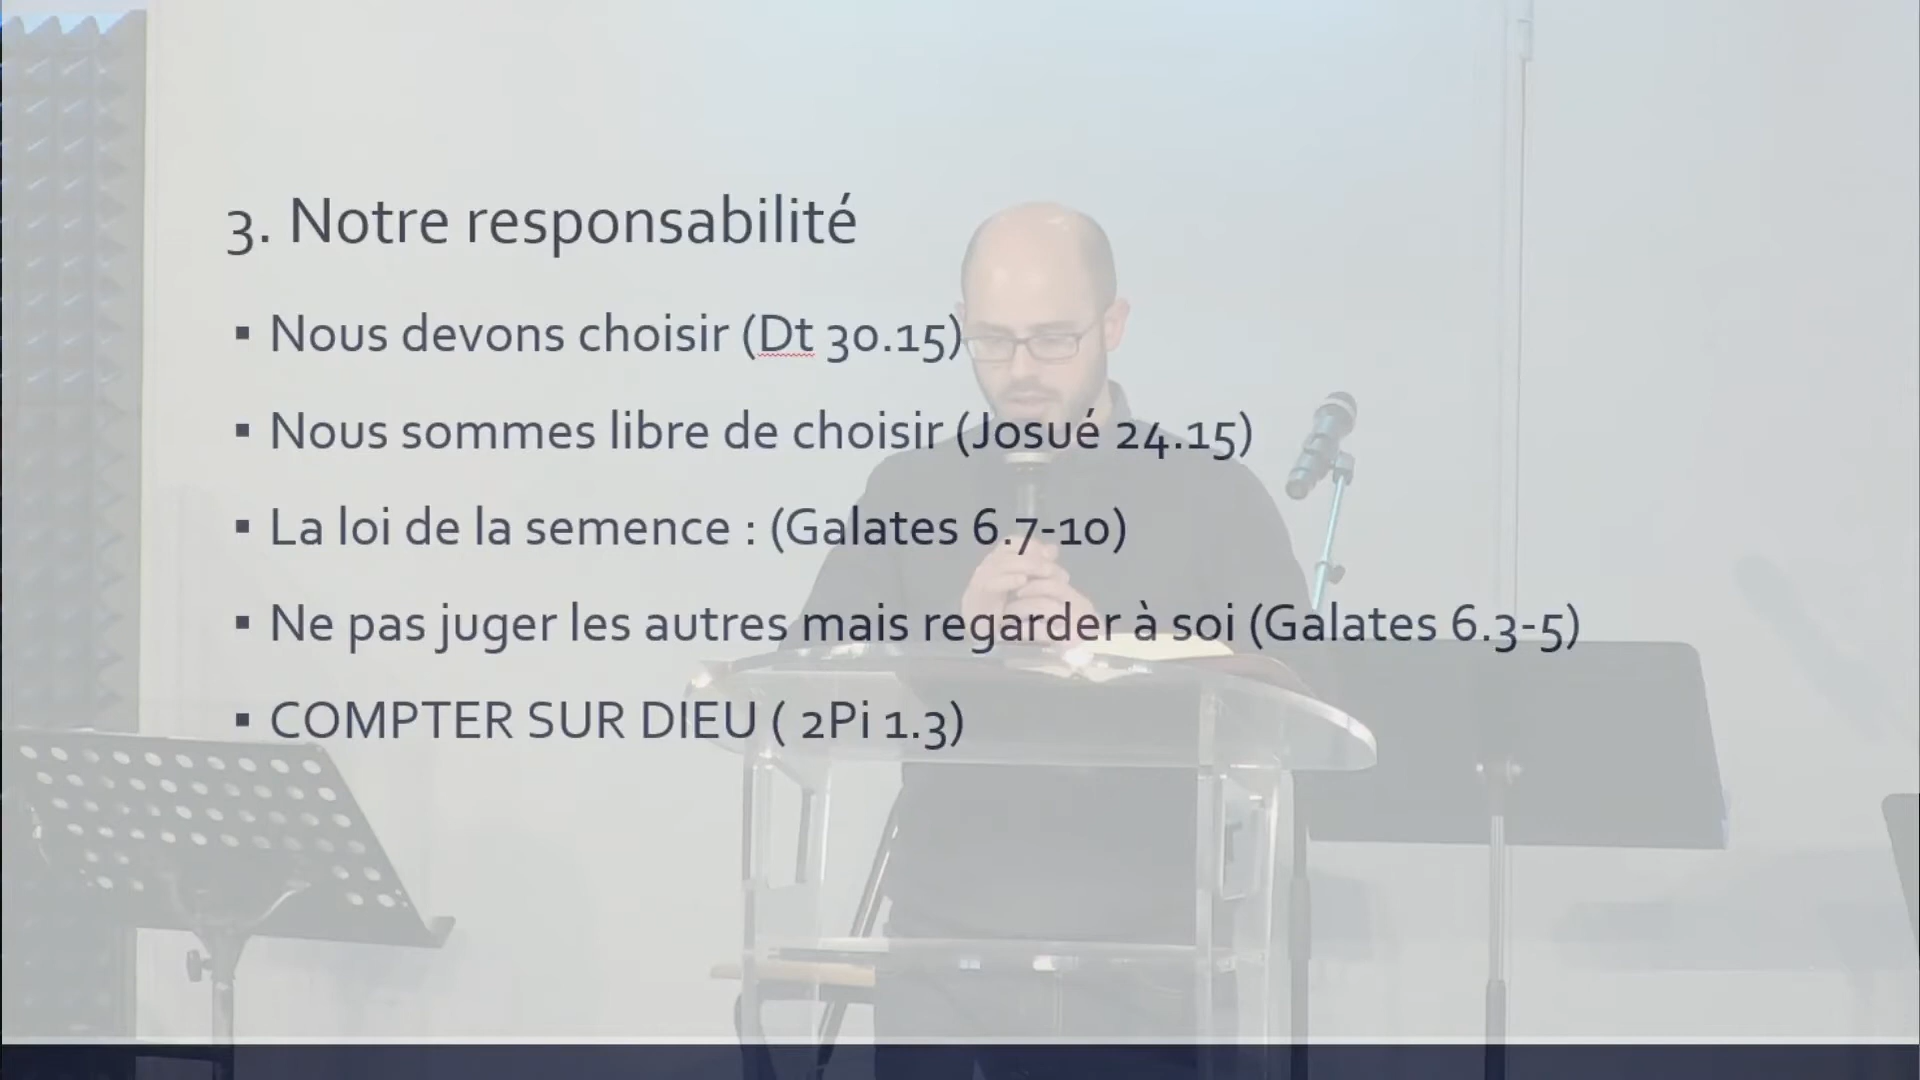 3. Notre responsabilité
▪ Nous devons choisir (Dt 30.15)
▪ Nous sommes libre de choisir (Josué 24.15)
▪ La loi de la semence : (Galates 6.7-10)
▪ Ne pas juger les autres mais regarder à soi (Galates 6.3-5)
▪ COMPTER SUR DIEU ( 2Pi 1.3)